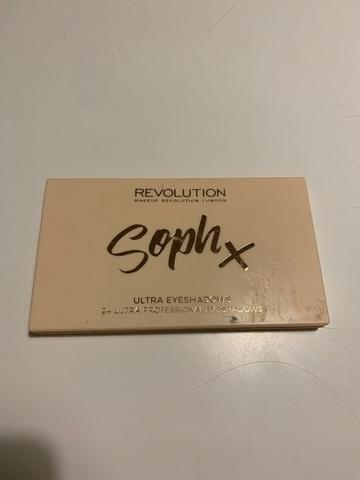 REVOLUTION
MAKEUP REVOLUTION LONDON
Soph x
ULTRA EYESHADOWS
24 ULTRA PROFESSIONAL EYESHADOWS